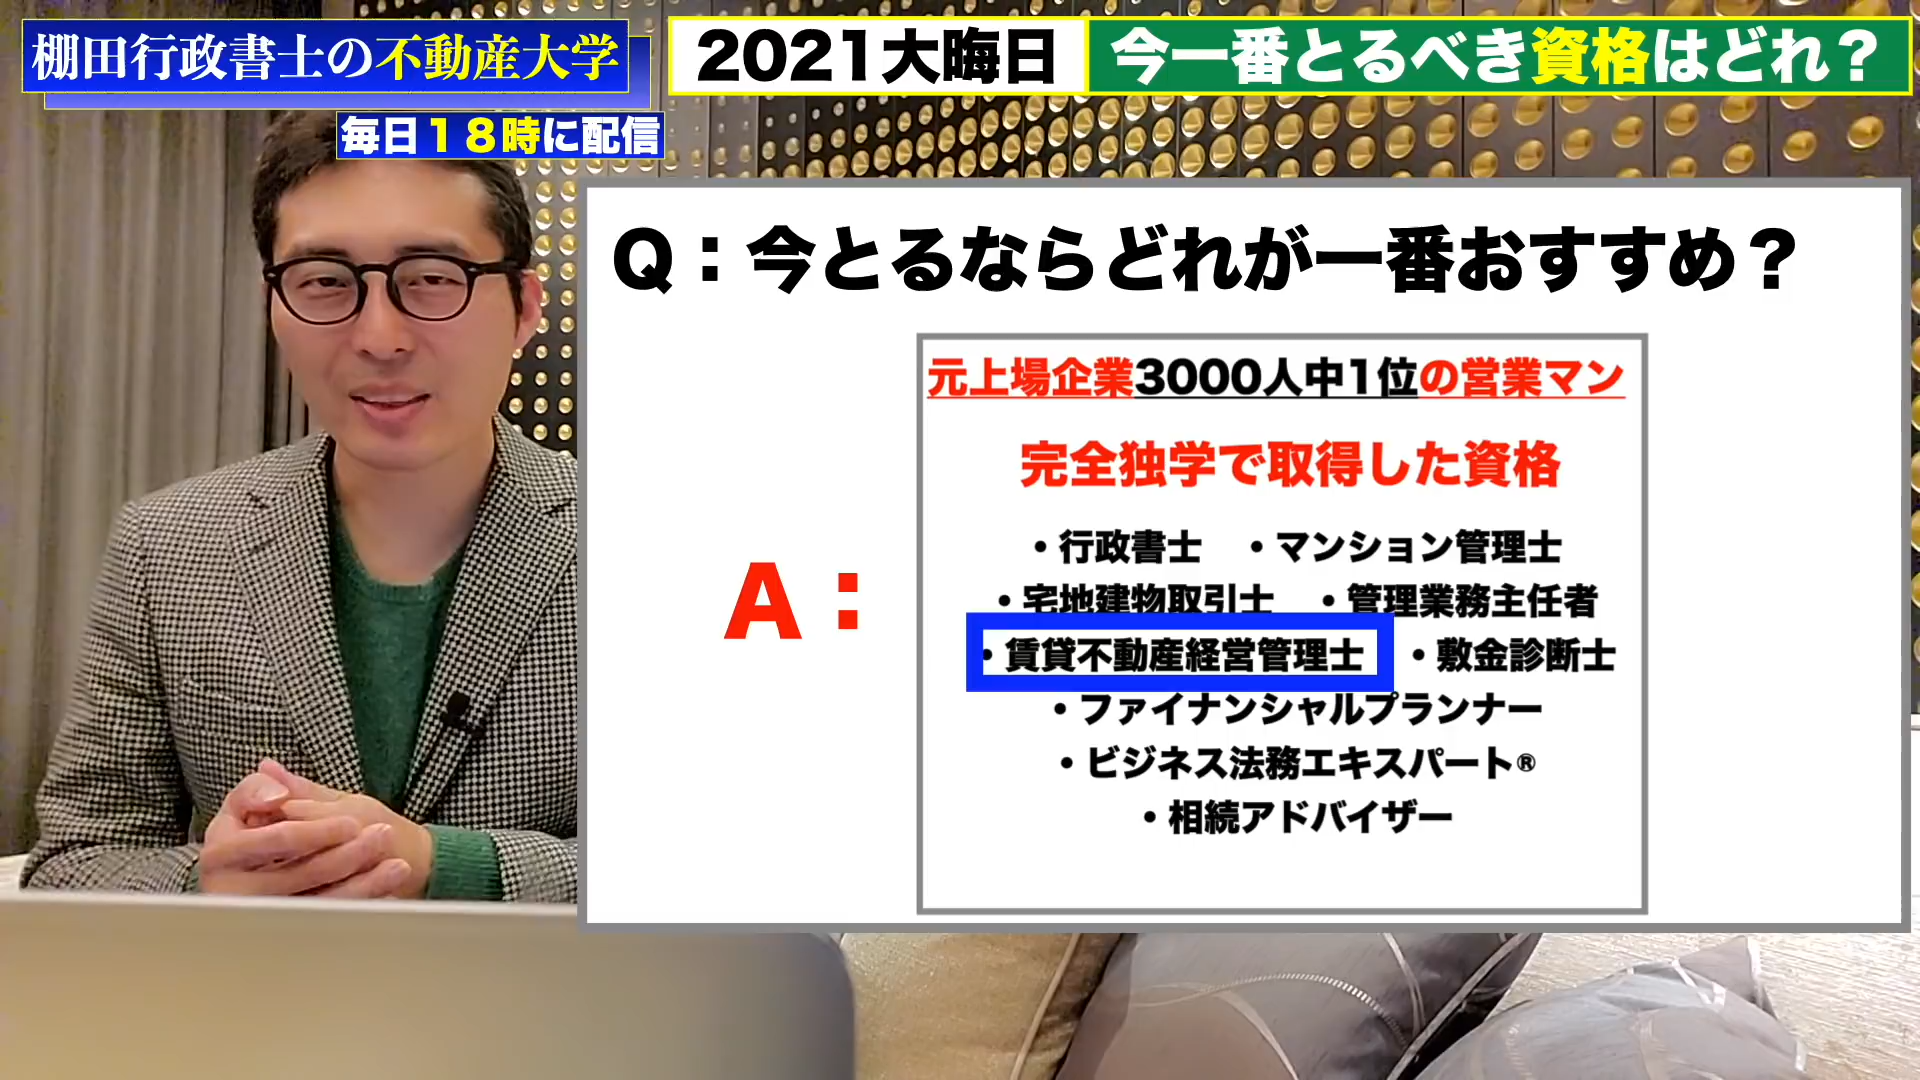 棚田行政書士の不動産大学
毎日１８時に配信
2021大晦日
今一番とるべき資格はどれ？
Q：今とるならどれが一番おすすめ？
A：
元上場企業3000人中1位の営業マン
完全独学で取得した資格
・行政書士　・マンション管理士
・宅地建物取引士　・管理業務主任者
・賃貸不動産経営管理士　・敷金診断士
・ファイナンシャルプランナー
・ビジネス法務エキスパート®
・相続アドバイザー